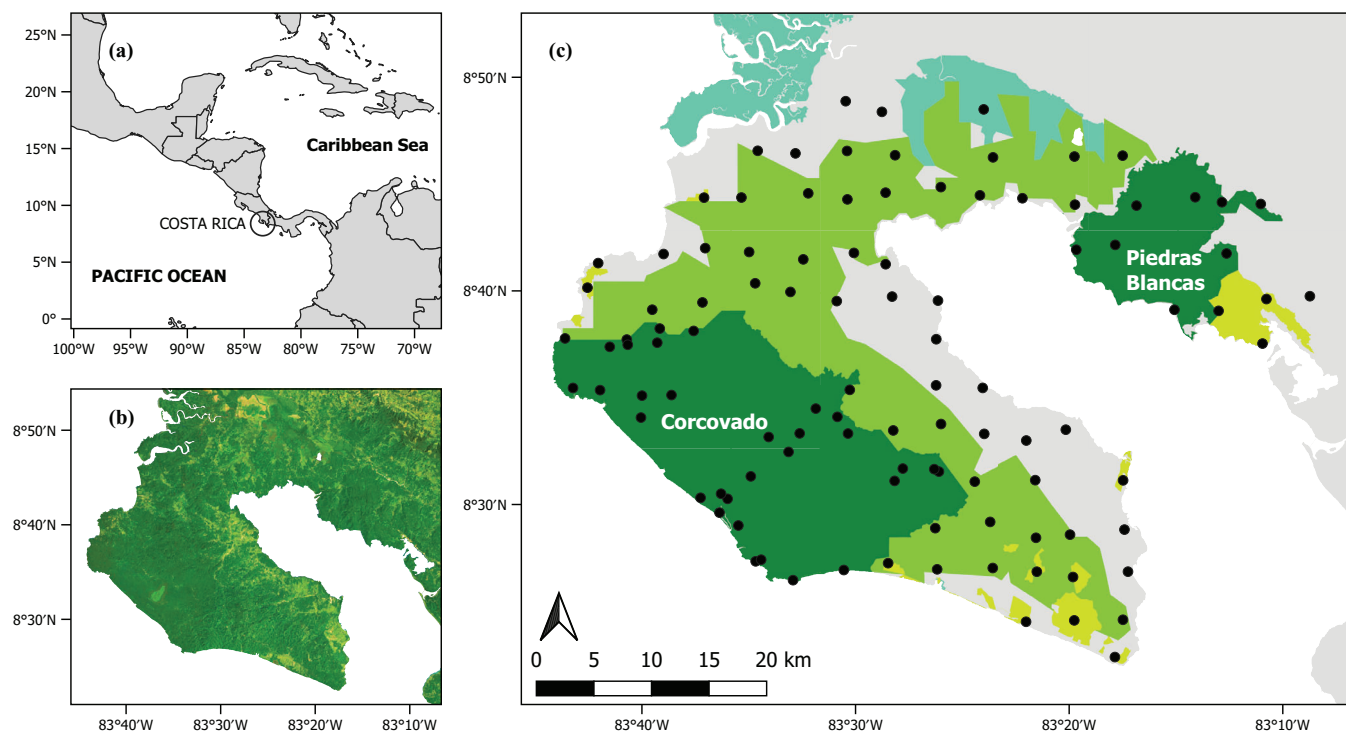 (a)
25°N
20°N
15°N
10°N
5°N
0°
Caribbean Sea
COSTA RICA
PACIFIC OCEAN
100°W 95°W 90°W 85°W 80°W 75°W 70°W
(b)
8°50'N
8°40'N
8°30'N
83°40'W 83°30'W 83°20'W 83°10'W
(c)
8°50'N
8°40'N
8°30'N
Piedras
Blancas
Corcovado
0 5 10 15 20 km
83°40'W 83°30'W 83°20'W 83°10'W